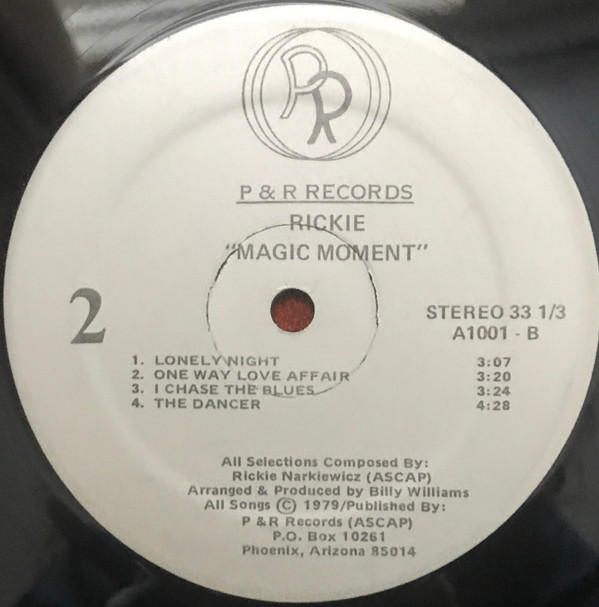 PR
P & R RECORDS
RICKIE
"MAGIC MOMENT"
2
STEREO 33 1/3
A1001 - B
1. LONELY NIGHT 3:07
2. ONE WAY LOVE AFFAIR 3:20
3. I CHASE THE BLUES 3:24
4. THE DANCER 4:28
All Selections Composed By:
Rickie Narkiewicz (ASCAP)
Arranged & Produced by Billy Williams
All Songs © 1979/Published By:
P & R Records (ASCAP)
P.O. Box 10261
Phoenix, Arizona 85014